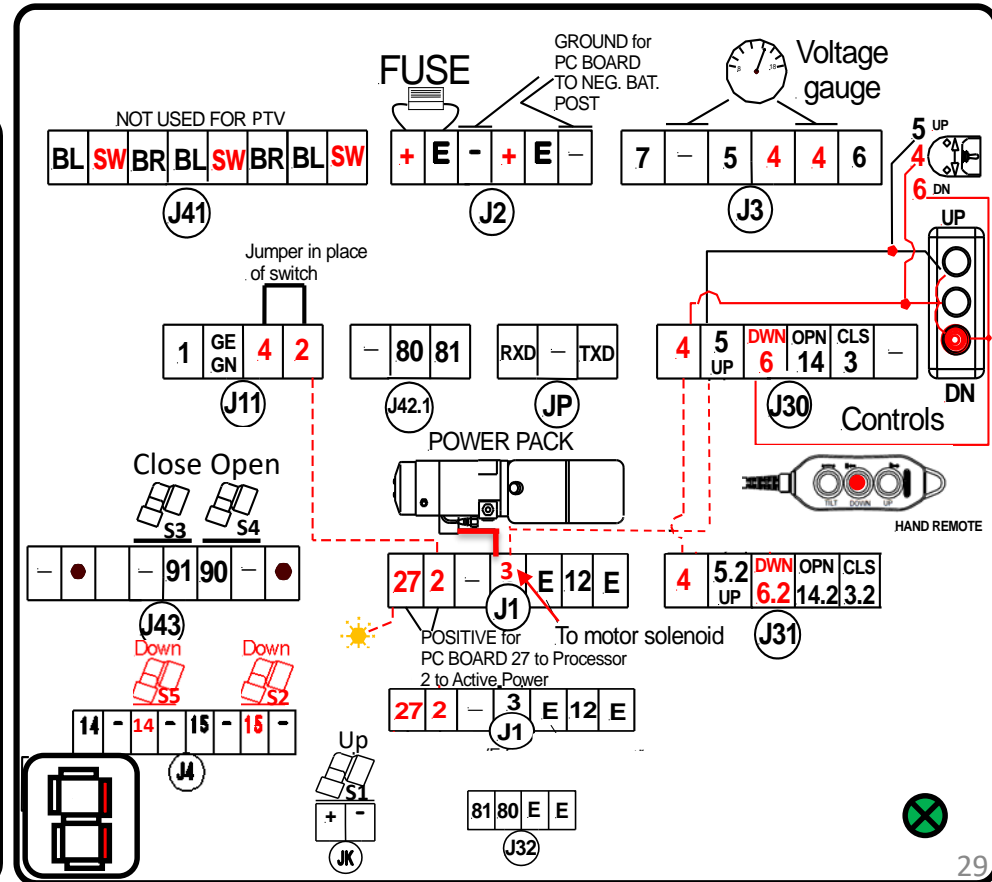 FUSE
GROUND for
PC BOARD
TO NEG. BAT.
POST
Voltage
gauge
NOT USED FOR PTV
BL SW BR BL SW BR BL SW
J41
+ E - + E -
J2
7 - 5 4 4 6
J3
5 UP
4
6 DN
UP
DN
Jumper in place
of switch
1 GE GN 4 2
J11
- 80 81
J42.1
RXD - TXD
JP
4 5 UP DWN 6 OPN 14 CLS 3 -
J30
Controls
POWER PACK
TILT DOWN UP
HAND REMOTE
Close Open
S3 S4
- - 91 90 -
J43
27 2 - 3 E 12 E
J1
4 5.2 UP DWN 6.2 OPN 14.2 CLS 3.2
J31
POSITIVE for
PC BOARD 27 to Processor
2 to Active Power
To motor solenoid
Down Down
S5 S2
14 - 14 - 15 - 15 -
J4
27 2 - 3 E 12 E
J1
Up
S1
+ -
JK
81 80 E E
J32
29